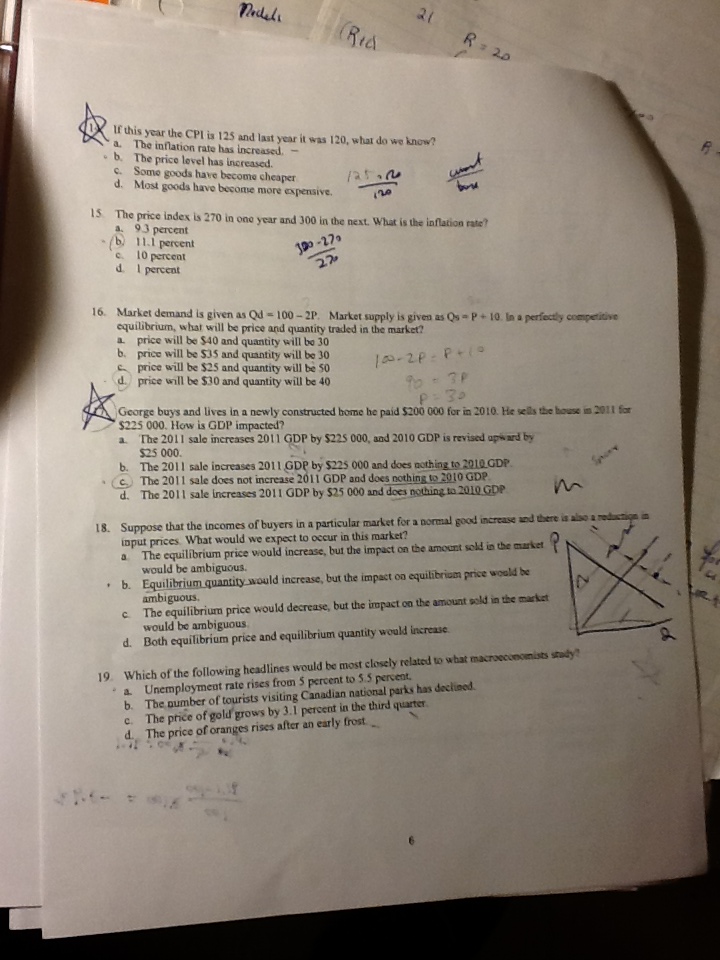 Models
21
R = 20
If this year the CPI is 125 and last year it was 120, what do we know?
a. The inflation rate has increased. –
b. The price level has increased.
c. Some goods have become cheaper
d. Most goods have become more expensive.
120
base
15. The price index is 270 in one year and 300 in the next. What is the inflation rate?
a. 9.3 percent
b. 11.1 percent
c. 10 percent
d. 1 percent
300-270
270
16. Market demand is given as Qd = 100 – 2P. Market supply is given as Qs = P + 10. In a perfectly competitive
equilibrium, what will be price and quantity traded in the market?
a. price will be $40 and quantity will be 30
b. price will be $35 and quantity will be 30
c. price will be $25 and quantity will be 50
d. price will be $30 and quantity will be 40
100-2P = P+10
90 = 3P
P = 30
George buys and lives in a newly constructed home he paid $200 000 for in 2010. He sells the house in 2011 for
$225 000. How is GDP impacted?
a. The 2011 sale increases 2011 GDP by $225 000, and 2010 GDP is revised upward by
$25 000.
b. The 2011 sale increases 2011 GDP by $225 000 and does nothing to 2010 GDP.
c. The 2011 sale does not increase 2011 GDP and does nothing to 2010 GDP.
d. The 2011 sale increases 2011 GDP by $25 000 and does nothing to 2010 GDP.
18. Suppose that the incomes of buyers in a particular market for a normal good increase and there is also a reduction in
input prices. What would we expect to occur in this market?
a. The equilibrium price would increase, but the impact on the amount sold in the market
would be ambiguous.
b. Equilibrium quantity would increase, but the impact on equilibrium price would be
ambiguous.
c. The equilibrium price would decrease, but the impact on the amount sold in the market
would be ambiguous.
d. Both equilibrium price and equilibrium quantity would increase.
P
Q
19. Which of the following headlines would be most closely related to what macroeconomists study?
a. Unemployment rate rises from 5 percent to 5.5 percent.
b. The number of tourists visiting Canadian national parks has declined.
c. The price of gold grows by 3.1 percent in the third quarter.
d. The price of oranges rises after an early frost.
6